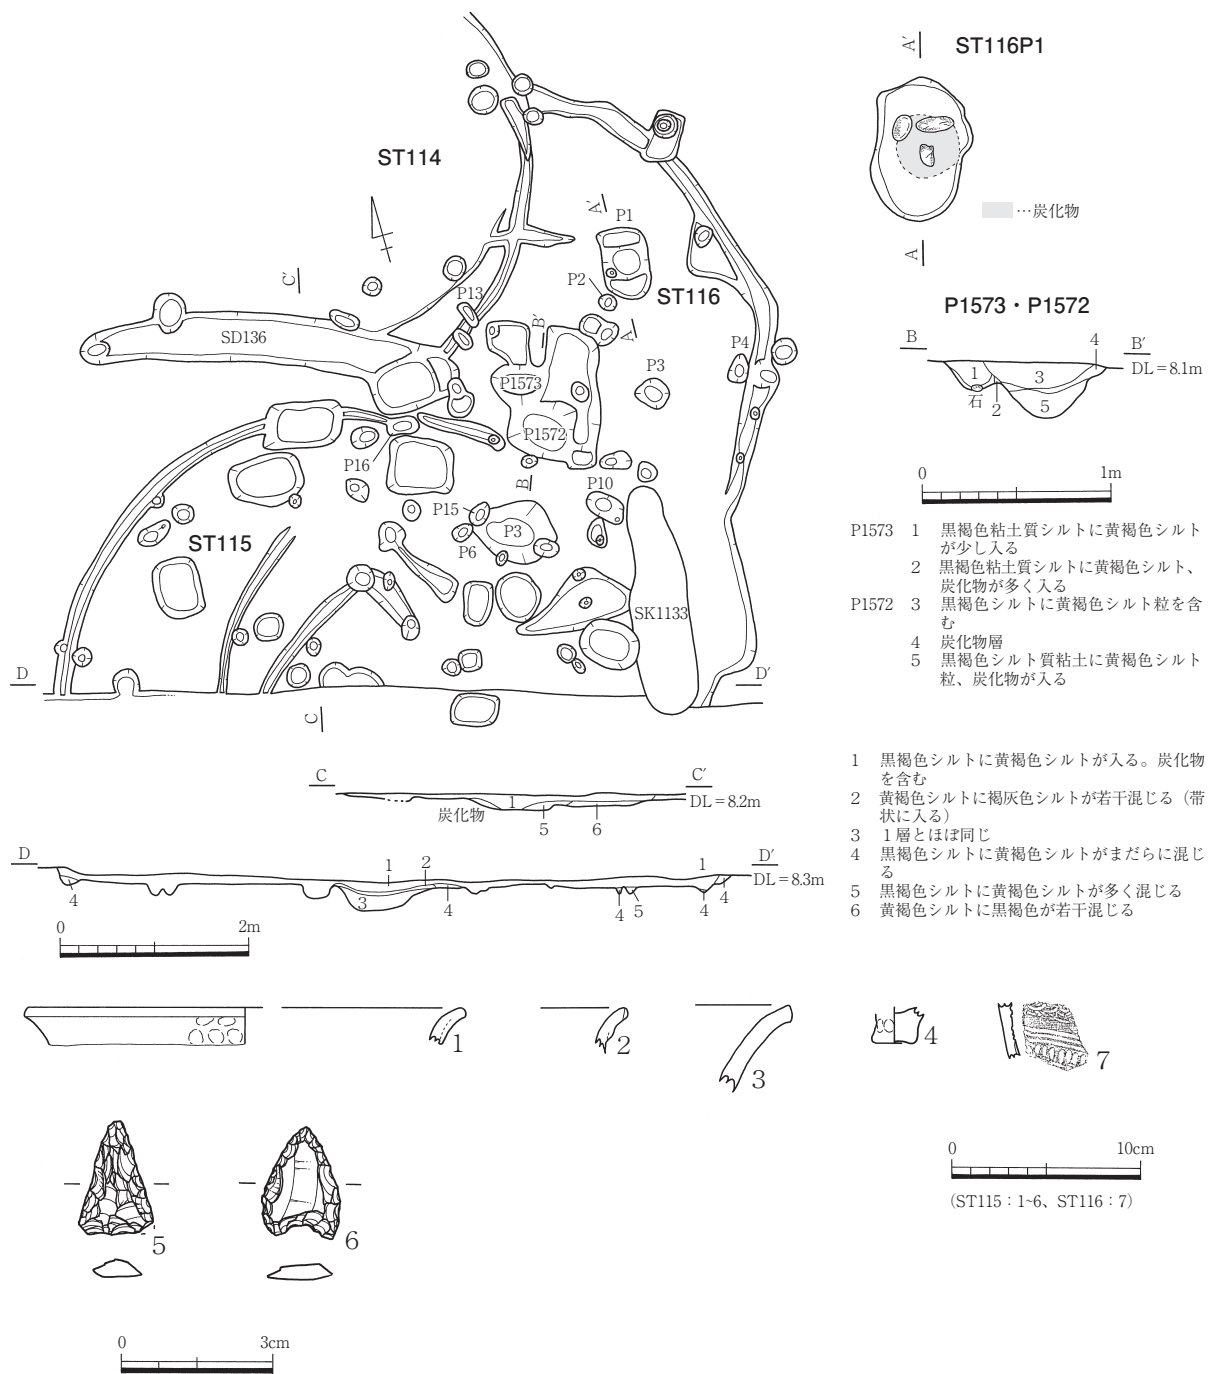 ST114
ST116P1
A′
A
…炭化物
A′
P1
P2
ST116
C′
P13
SD136
B′
A
P1573
P3
P4
P1572
P16
B
P10
P15
P3
P6
ST115
SK1133
D
D′
C
P1573・P1572
B
4
B′
DL＝8.1m
1
3
石
2
5
0
1m
P1573 1 黒褐色粘土質シルトに黄褐色シルト
が少し入る
2 黒褐色粘土質シルトに黄褐色シルト、
炭化物が多く入る
P1572 3 黒褐色シルトに黄褐色シルト粒を含
む
4 炭化物層
5 黒褐色シルト質粘土に黄褐色シルト
粒、炭化物が入る
C
C′
DL＝8.2m
炭化物
1
5
6
D
D′
DL＝8.3m
1
2
1
4
3
4
4
5
4
4
0
2m
1 黒褐色シルトに黄褐色シルトが入る。炭化物
を含む
2 黄褐色シルトに褐灰色シルトが若干混じる（帯
状に入る）
3 1層とほぼ同じ
4 黒褐色シルトに黄褐色シルトがまだらに混じ
る
5 黒褐色シルトに黄褐色シルトが多く混じる
6 黄褐色シルトに黒褐色が若干混じる
1
2
3
4
7
5
6
0
10cm
(ST115：1~6、ST116：7)
0
3cm